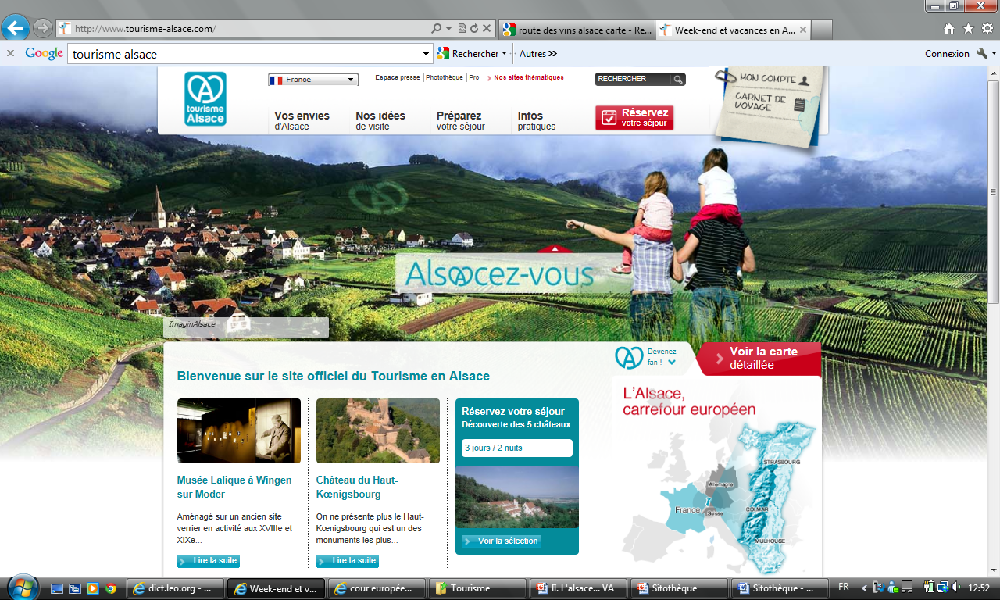 http://www.tourisme-alsace.com/
route des vins alsace carte - Re...
Week-end et vacances en A...
x Google
tourisme alsace
Rechercher
Autres
Connexion
tourisme
Alsace
France
Espace presse
Photothèque
Pro
Nos sites thématiques
RECHERCHER
MON COMPTE
CARNET DE
VOYAGE
Vos envies
d'Alsace
Nos idées
de visite
Préparez
votre séjour
Infos
pratiques
Réservez
votre séjour
Alsacez-vous
ImaginAlsace
Devenez
fan !
Voir la carte
détaillée
Bienvenue sur le site officiel du Tourisme en Alsace
Musée Lalique à Wingen
sur Moder
Aménagé sur un ancien site
verrier en activité aux XVIIIe et
XIXe...
Lire la suite
Château du Haut-
Kœnigsbourg
On ne présente plus le Haut-
Kœnigsbourg qui est un des
monuments les plus...
Lire la suite
Réservez votre séjour
Découverte des 5 châteaux
3 jours / 2 nuits
Voir la sélection
L'Alsace,
carrefour européen
STRASBOURG
Allemagne
France
Suisse
COLMAR
MULHOUSE
dict.leo.org - ...
Week-end et v...
cour europée...
Tourisme
II. L'alsace... VA
Sitothèque
Sitothèque - ...
FR
12:52